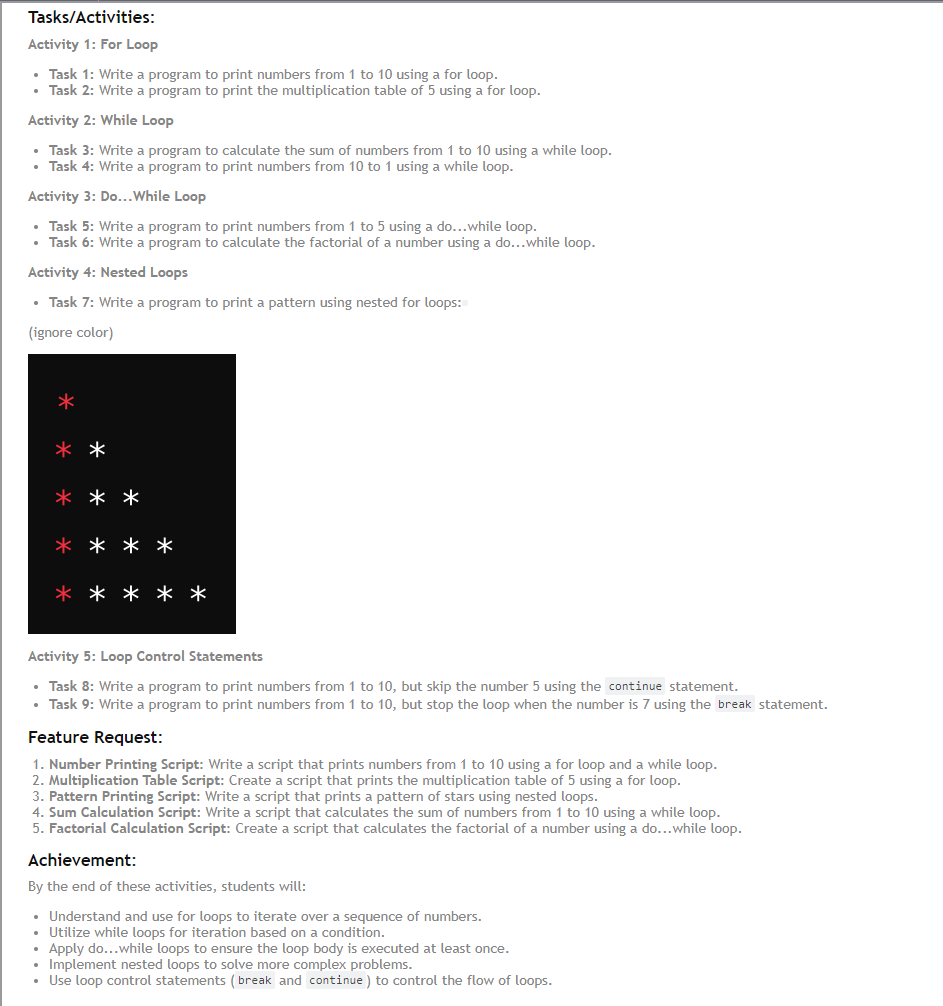 Tasks/Activities:
Activity 1: For Loop
• Task 1: Write a program to print numbers from 1 to 10 using a for loop.
• Task 2: Write a program to print the multiplication table of 5 using a for loop.
Activity 2: While Loop
• Task 3: Write a program to calculate the sum of numbers from 1 to 10 using a while loop.
• Task 4: Write a program to print numbers from 10 to 1 using a while loop.
Activity 3: Do...While Loop
• Task 5: Write a program to print numbers from 1 to 5 using a do...while loop.
• Task 6: Write a program to calculate the factorial of a number using a do...while loop.
Activity 4: Nested Loops
• Task 7: Write a program to print a pattern using nested for loops:
(ignore color)
*
* *
* * *
* * * *
* * * * *
Activity 5: Loop Control Statements
• Task 8: Write a program to print numbers from 1 to 10, but skip the number 5 using the continue statement.
• Task 9: Write a program to print numbers from 1 to 10, but stop the loop when the number is 7 using the break statement.
Feature Request:
1. Number Printing Script: Write a script that prints numbers from 1 to 10 using a for loop and a while loop.
2. Multiplication Table Script: Create a script that prints the multiplication table of 5 using a for loop.
3. Pattern Printing Script: Write a script that prints a pattern of stars using nested loops.
4. Sum Calculation Script: Write a script that calculates the sum of numbers from 1 to 10 using a while loop.
5. Factorial Calculation Script: Create a script that calculates the factorial of a number using a do...while loop.
Achievement:
By the end of these activities, students will:
• Understand and use for loops to iterate over a sequence of numbers.
• Utilize while loops for iteration based on a condition.
• Apply do...while loops to ensure the loop body is executed at least once.
• Implement nested loops to solve more complex problems.
• Use loop control statements (break and continue) to control the flow of loops.